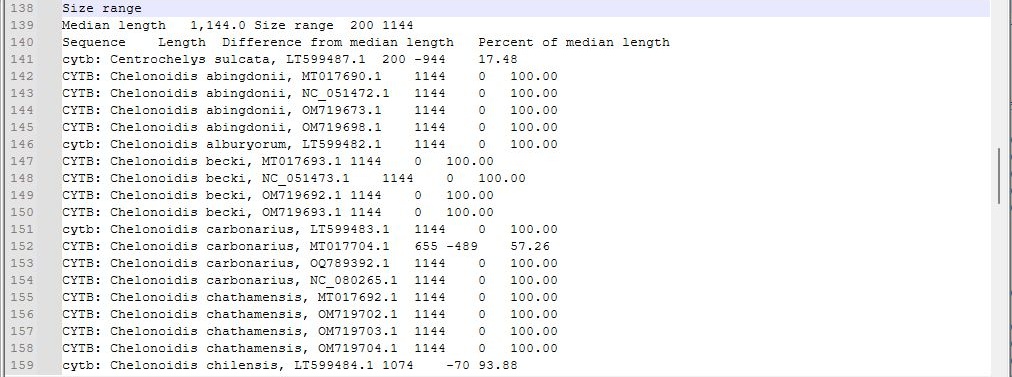 138 Size range
139 Median length 1,144.0 Size range 200 1144
140 Sequence Length Difference from median length Percent of median length
141 cytb: Centrochelys sulcata, LT599487.1 200 -944 17.48
142 CYTB: Chelonoidis abingdonii, MT017690.1 1144 0 100.00
143 CYTB: Chelonoidis abingdonii, NC_051472.1 1144 0 100.00
144 CYTB: Chelonoidis abingdonii, OM719673.1 1144 0 100.00
145 CYTB: Chelonoidis abingdonii, OM719698.1 1144 0 100.00
146 cytb: Chelonoidis alburyorum, LT599482.1 1144 0 100.00
147 CYTB: Chelonoidis becki, MT017693.1 1144 0 100.00
148 CYTB: Chelonoidis becki, NC_051473.1 1144 0 100.00
149 CYTB: Chelonoidis becki, OM719692.1 1144 0 100.00
150 CYTB: Chelonoidis becki, OM719693.1 1144 0 100.00
151 cytb: Chelonoidis carbonarius, LT599483.1 1144 0 100.00
152 CYTB: Chelonoidis carbonarius, MT017704.1 655 -489 57.26
153 CYTB: Chelonoidis carbonarius, OQ789392.1 1144 0 100.00
154 CYTB: Chelonoidis carbonarius, NC_080265.1 1144 0 100.00
155 CYTB: Chelonoidis chathamensis, MT017692.1 1144 0 100.00
156 CYTB: Chelonoidis chathamensis, OM719702.1 1144 0 100.00
157 CYTB: Chelonoidis chathamensis, OM719703.1 1144 0 100.00
158 CYTB: Chelonoidis chathamensis, OM719704.1 1144 0 100.00
159 cytb: Chelonoidis chilensis, LT599484.1 1074 -70 93.88